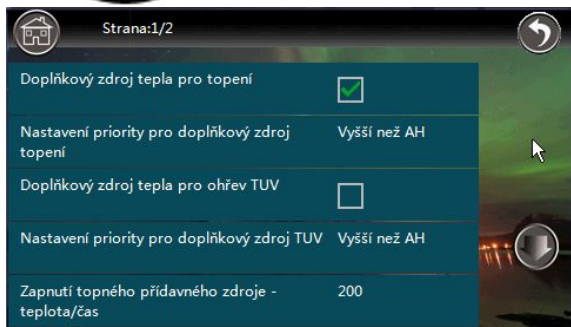 Strana:1/2
Doplňkový zdroj tepla pro topení
Nastavení priority pro doplňkový zdroj Vyšší než AH
topení
Doplňkový zdroj tepla pro ohřev TUV
Nastavení priority pro doplňkový zdroj TUV Vyšší než AH
Zapnutí topného přídavného zdroje - 200
teplota/čas